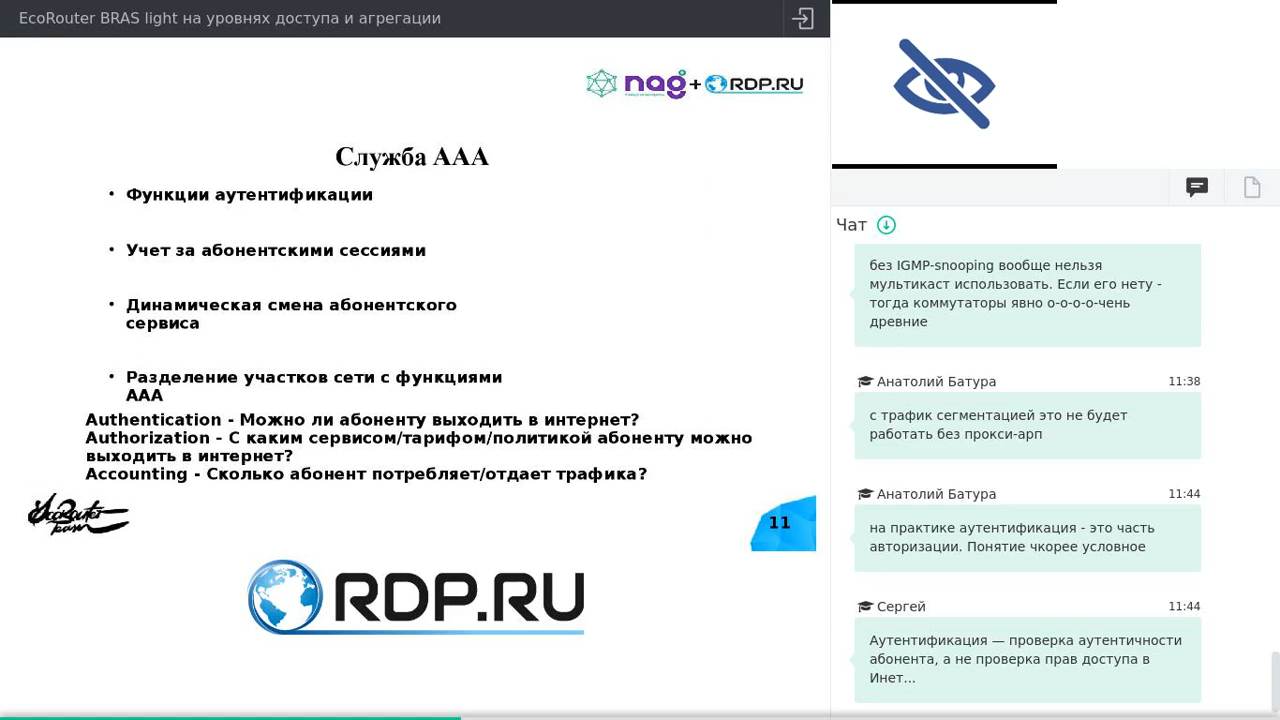 EcoRouter BRAS light на уровнях доступа и агрегации
nag + RDP.RU
Служба ААА
• Функции аутентификации
• Учет за абонентскими сессиями
• Динамическая смена абонентского
сервиса
• Разделение участков сети с функциями
ААА
Authentication - Можно ли абоненту выходить в интернет?
Authorization - С каким сервисом/тарифом/политикой абоненту можно
выходить в интернет?
Accounting - Сколько абонент потребляет/отдает трафика?
EcoRouter
team
11
RDP.RU
Чат
без IGMP-snooping вообще нельзя
мультикаст использовать. Если его нету -
тогда коммутаторы явно о-о-о-о-чень
древние
Анатолий Батура 11:38
с трафик сегментацией это не будет
работать без прокси-арп
Анатолий Батура 11:44
на практике аутентификация - это часть
авторизации. Понятие чкорее условное
Сергей 11:44
Аутентификация — проверка аутентичности
абонента, а не проверка прав доступа в
Инет...